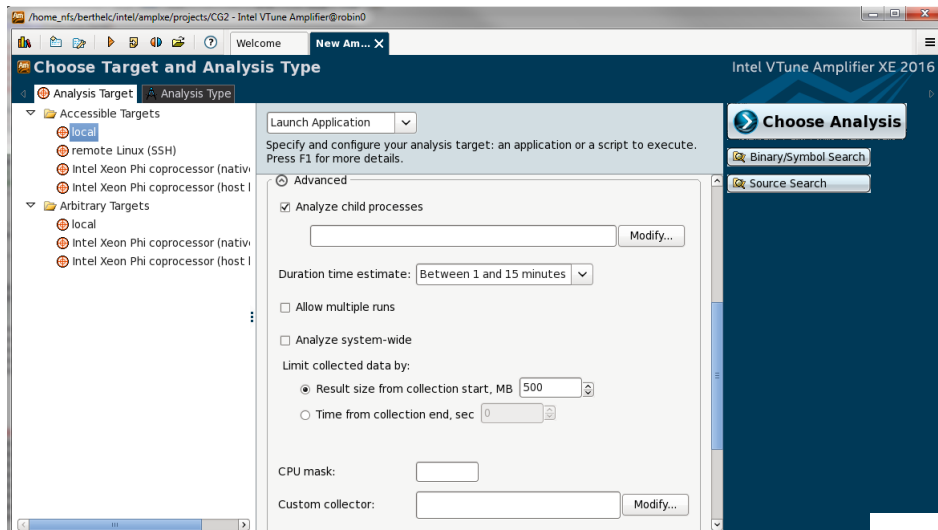 /home_nfs/berthelc/intel/amplxe/projects/CG2 - Intel VTune Amplifier@robin0
Welcome
New Am...
Choose Target and Analysis Type
Intel VTune Amplifier XE 2016
Analysis Target
Analysis Type
Accessible Targets
local
remote Linux (SSH)
Intel Xeon Phi coprocessor (nativ
Intel Xeon Phi coprocessor (host l
Arbitrary Targets
local
Intel Xeon Phi coprocessor (nativ
Intel Xeon Phi coprocessor (host l
Launch Application
Specify and configure your analysis target: an application or a script to execute.
Press F1 for more details.
Advanced
Analyze child processes
Modify...
Duration time estimate: Between 1 and 15 minutes
Allow multiple runs
Analyze system-wide
Limit collected data by:
Result size from collection start, MB 500
Time from collection end, sec 0
CPU mask:
Custom collector:
Modify...
Choose Analysis
Binary/Symbol Search
Source Search